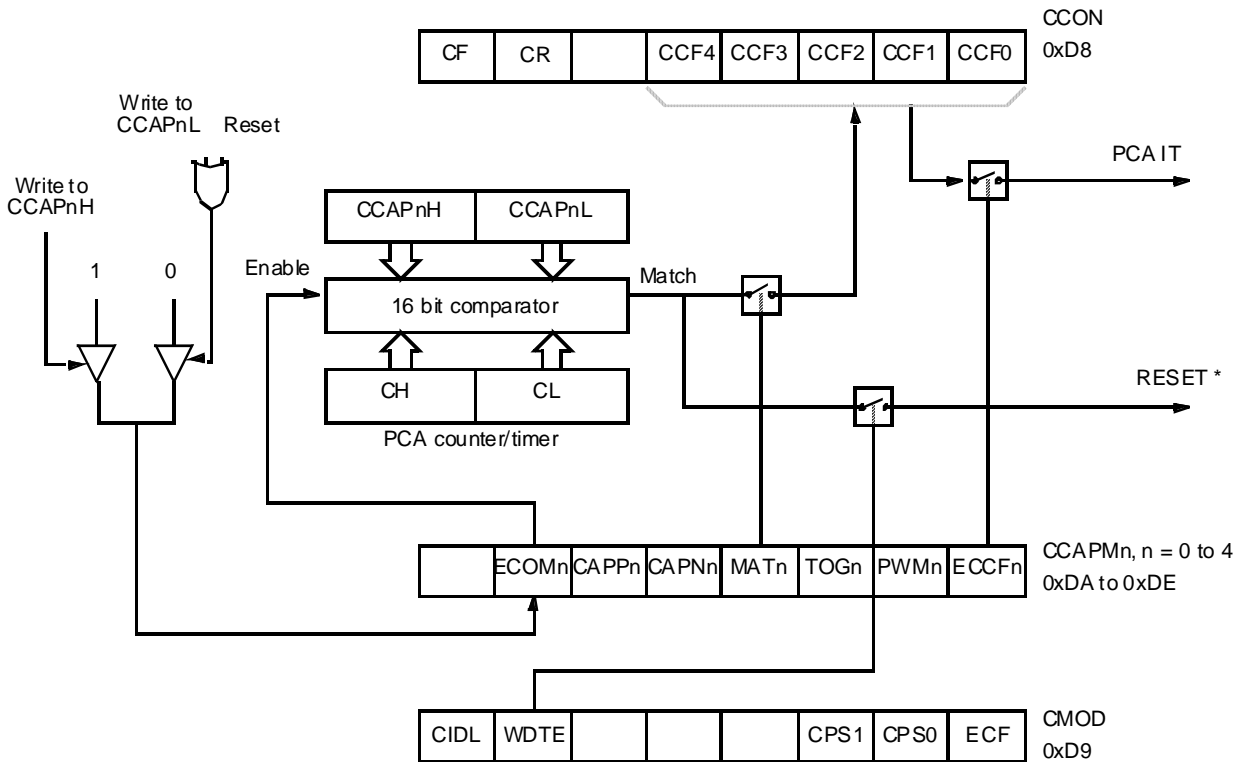 CCON
0xD8
CF CR CCF4 CCF3 CCF2 CCF1 CCF0
Write to
CCAPnL Reset
Write to
CCAPnH
PCA IT
CCAPnH CCAPnL
1 0
Enable
Match
16 bit comparator
RESET *
CH CL
PCA counter/timer
ECOMn CAPPn CAPNn MATn TOGn PWMn ECCFn
CCAPMn, n = 0 to 4
0xDA to 0xDE
CIDL WDTE CPS1 CPS0 ECF
CMOD
0xD9